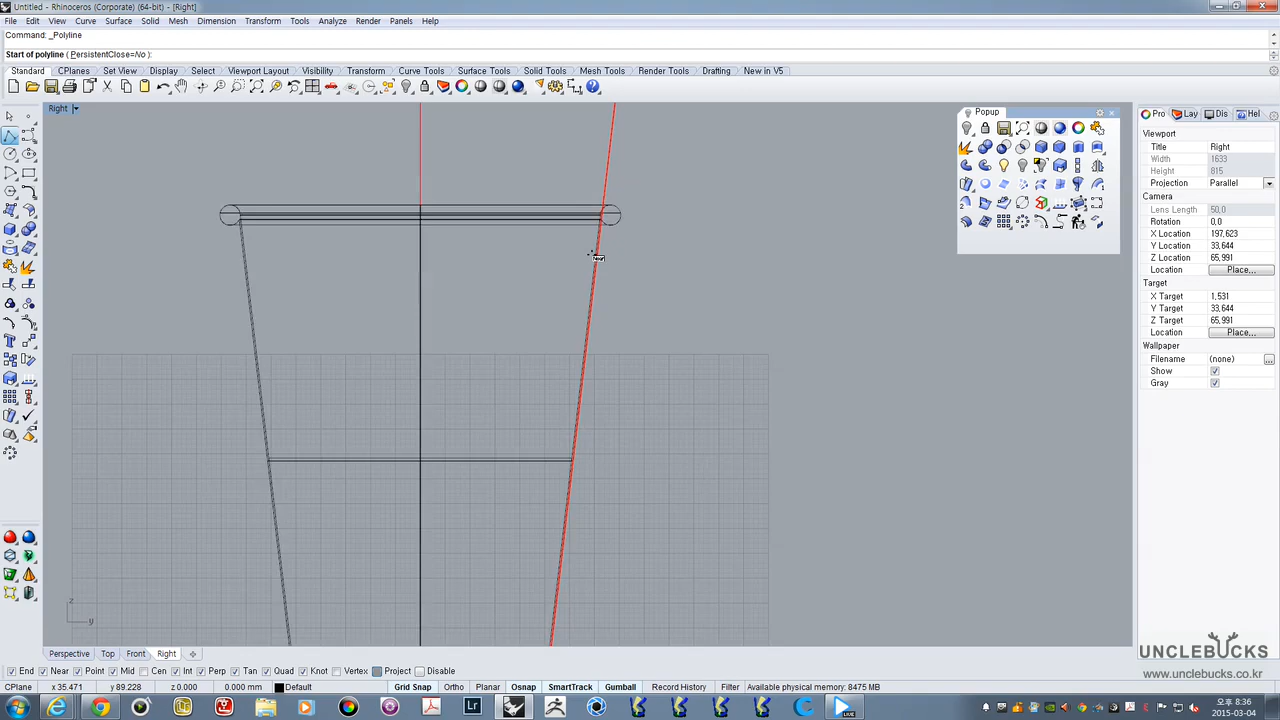 Untitled - Rhinoceros (Corporate) (64-bit) - [Right]
File Edit View Curve Surface Solid Mesh Dimension Transform Tools Analyze Render Panels Help
Command: _Polyline
Start of polyline ( PersistentClose=No ):
Standard CPlanes Set View Display Select Viewport Layout Visibility Transform Curve Tools Surface Tools Solid Tools Mesh Tools Render Tools Drafting New in V5
Right
Popup
Pro Lay Dis Hel
Viewport
Title Right
Width 1633
Height 815
Projection Parallel
Camera
Lens Length 50,0
Rotation 0,0
X Location 197,623
Y Location 33,644
Z Location 65,991
Location Place...
Target
X Target 1,531
Y Target 33,644
Z Target 65,991
Location Place...
Wallpaper
Filename (none) ...
Show
Gray
Near
z
y
Perspective Top Front Right
End Near Point Mid Cen Int Perp Tan Quad Knot Vertex Project Disable
UNCLEBUCKS
www.unclebucks.co.kr
CPlane x 35.471 y 89.228 z 0.000 0.000 mm Default Grid Snap Ortho Planar Osnap SmartTrack Gumball Record History Filter Available physical memory: 8475 MB
Lr LIVE
오후 8:36
2015-03-04